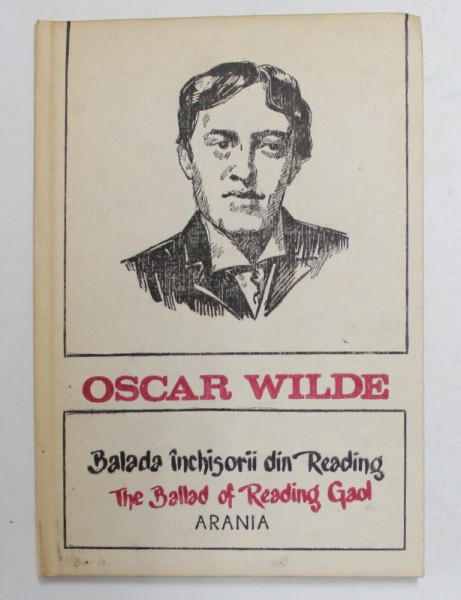 OSCAR WILDE
Balada închisorii din Reading
The Ballad of Reading Gaol
ARANIA